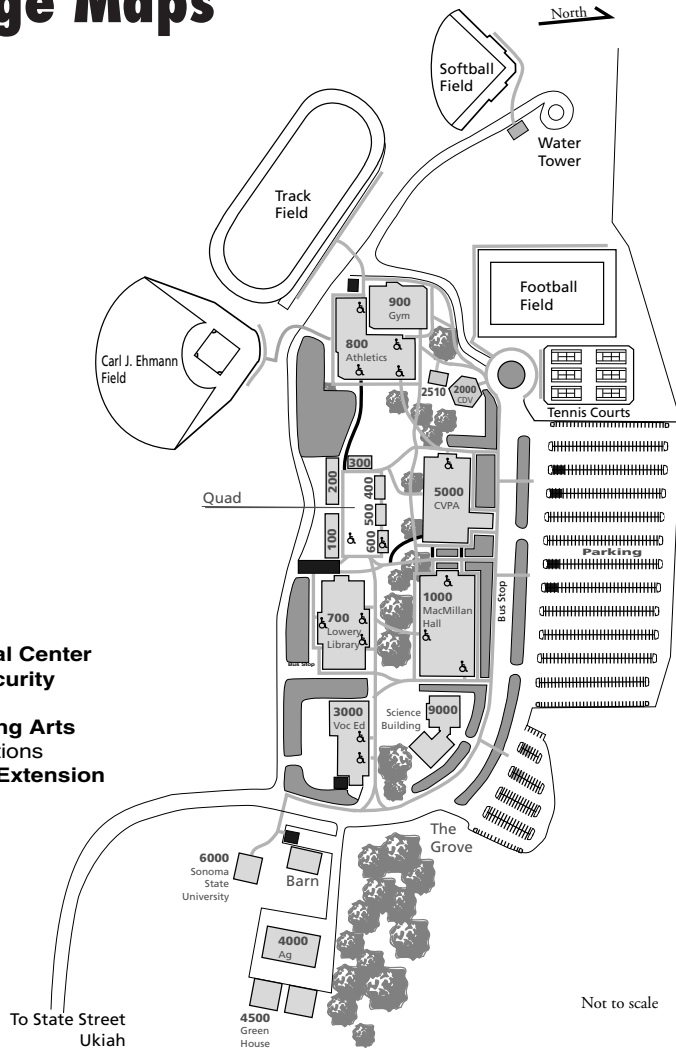 ge Maps
North
Softball
Field
Water
Tower
Track
Field
Football
Field
900
Gym
800
Athletics
Carl J. Ehmann
Field
2510
2000
CDV
Tennis Courts
300
200
400
5000
CVPA
Quad
500
100
600
Parking
Bus Stop
1000
MacMillan
Hall
700
Lowery
Library
Bus Stop
al Center
curity
ng Arts
tions
Extension
3000
Voc Ed
Science
Building
9000
The
Grove
6000
Sonoma
State
University
Barn
4000
Ag
4500
Green
House
Not to scale
To State Street
Ukiah